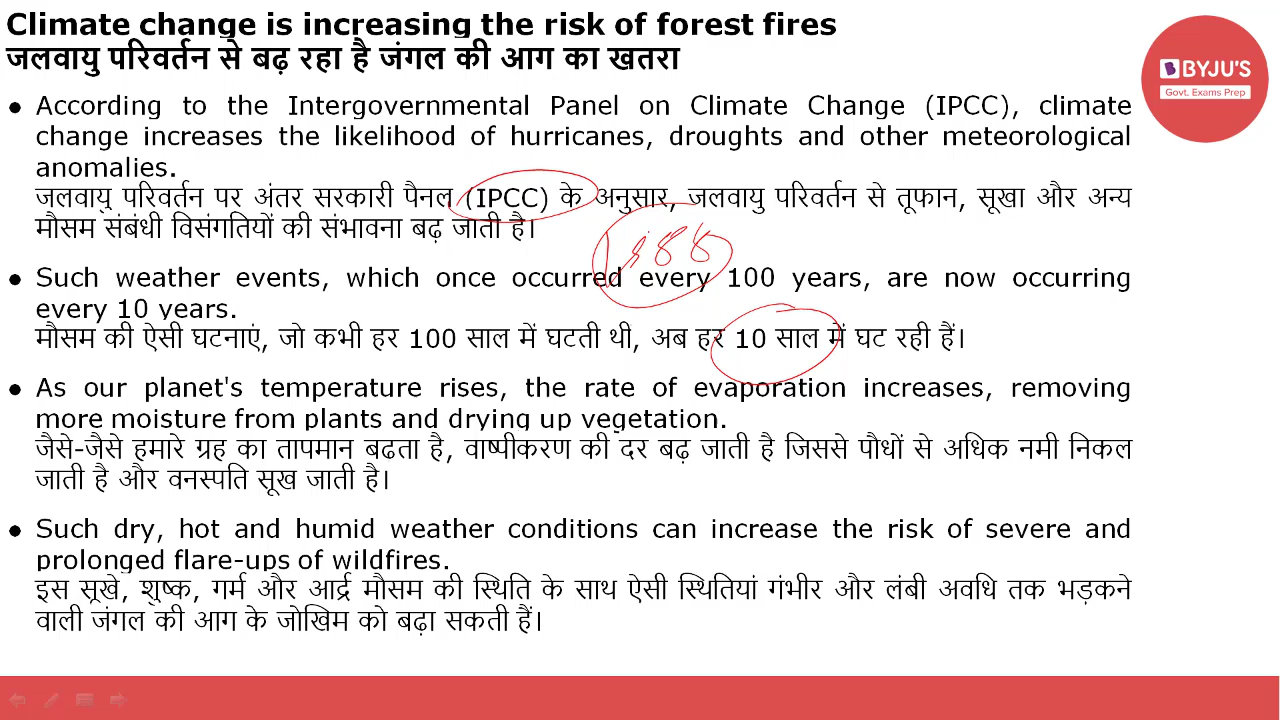 Climate change is increasing the risk of forest fires
जलवायु परिवर्तन से बढ़ रहा है जंगल की आग का खतरा
BYJU'S
Govt. Exams Prep
● According to the Intergovernmental Panel on Climate Change (IPCC), climate
change increases the likelihood of hurricanes, droughts and other meteorological
anomalies.
जलवायु परिवर्तन पर अंतर सरकारी पैनल (IPCC) के अनुसार, जलवायु परिवर्तन से तूफान, सूखा और अन्य
मौसम संबंधी विसंगतियों की संभावना बढ़ जाती है।
1988
● Such weather events, which once occurred every 100 years, are now occurring
every 10 years.
मौसम की ऐसी घटनाएं, जो कभी हर 100 साल में घटती थी, अब हर 10 साल में घट रही हैं।
● As our planet's temperature rises, the rate of evaporation increases, removing
more moisture from plants and drying up vegetation.
जैसे-जैसे हमारे ग्रह का तापमान बढता है, वाष्पीकरण की दर बढ़ जाती है जिससे पौधों से अधिक नमी निकल
जाती है और वनस्पति सूख जाती है।
● Such dry, hot and humid weather conditions can increase the risk of severe and
prolonged flare-ups of wildfires.
इस सूखे, शुष्क, गर्म और आर्द्र मौसम की स्थिति के साथ ऐसी स्थितियां गंभीर और लंबी अवधि तक भड़कने
वाली जंगल की आग के जोखिम को बढ़ा सकती हैं।